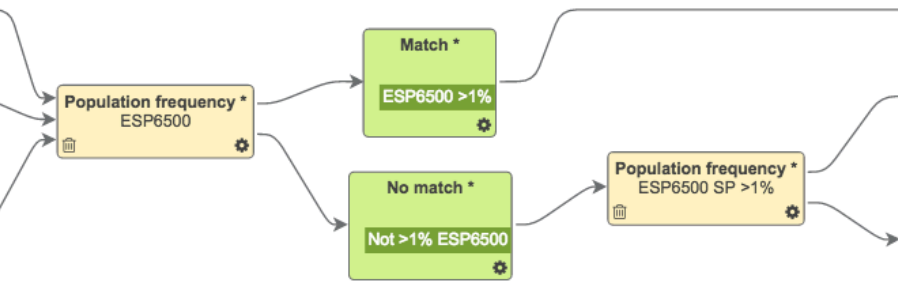 Population frequency *
ESP6500
Match *
ESP6500 >1%
No match *
Not >1% ESP6500
Population frequency *
ESP6500 SP >1%